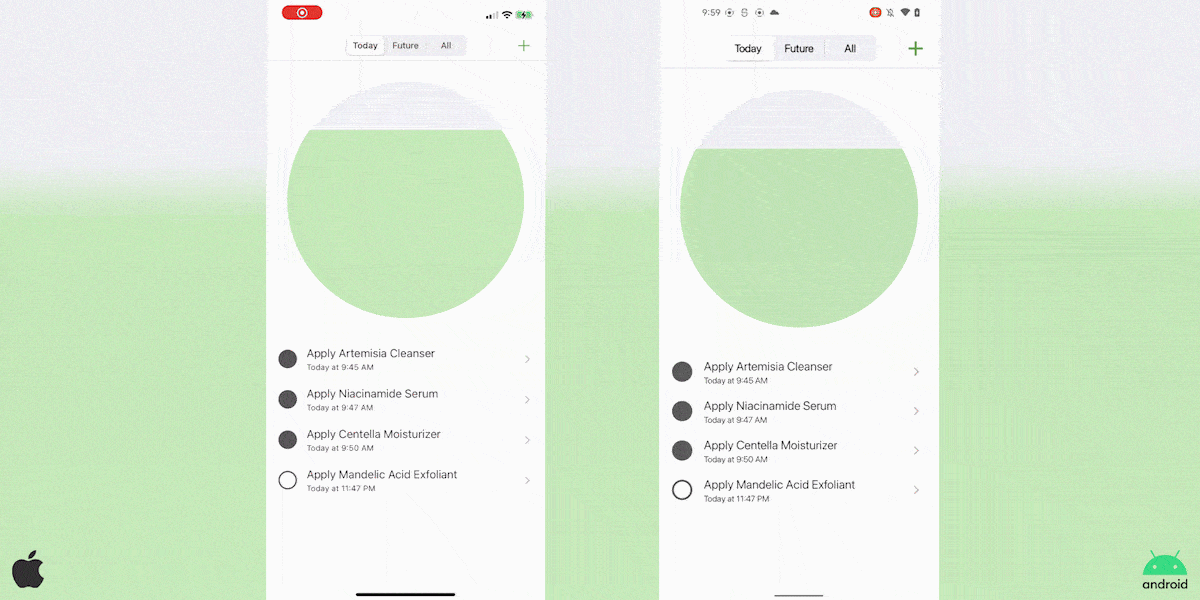 Today Future All +
Apply Artemisia Cleanser
Today at 9:45 AM
Apply Niacinamide Serum
Today at 9:47 AM
Apply Centella Moisturizer
Today at 9:50 AM
Apply Mandelic Acid Exfoliant
Today at 11:47 PM
9:59
Today Future All +
Apply Artemisia Cleanser
Today at 9:45 AM
Apply Niacinamide Serum
Today at 9:47 AM
Apply Centella Moisturizer
Today at 9:50 AM
Apply Mandelic Acid Exfoliant
Today at 11:47 PM
android